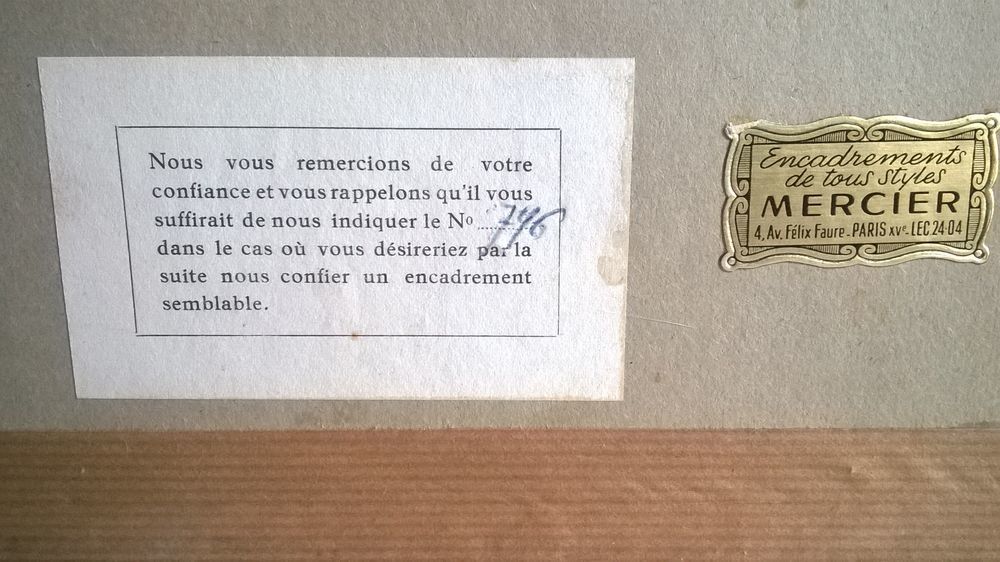 Nous vous remercions de votre
confiance et vous rappelons qu'il vous
suffirait de nous indiquer le Nº ....746
dans le cas où vous désireriez par la
suite nous confier un encadrement
semblable.
Encadrements
de tous styles
MERCIER
4, Av. Félix Faure - PARIS XVe - LEC 24-04